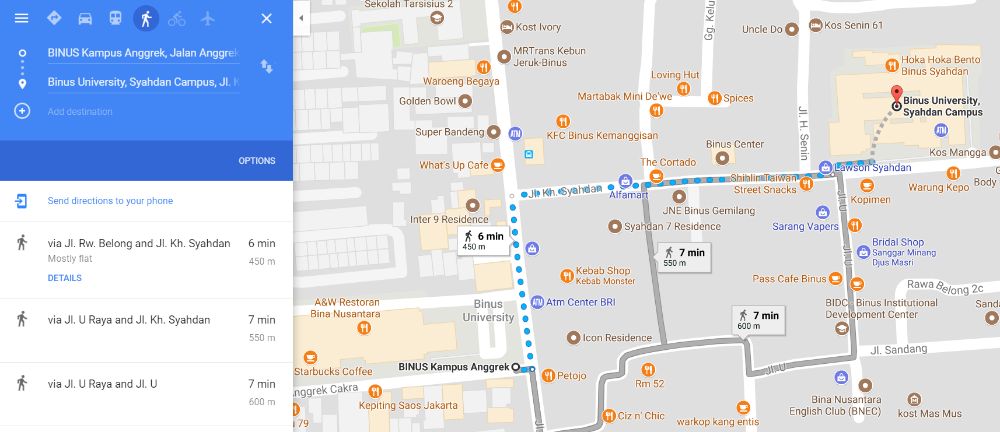 BINUS Kampus Anggrek, Jalan Anggrek
Binus University, Syahdan Campus, Jl. K
Add destination
OPTIONS
Send directions to your phone
via Jl. Rw. Belong and Jl. Kh. Syahdan
6 min
Mostly flat
450 m
DETAILS
via Jl. U Raya and Jl. Kh. Syahdan
7 min
550 m
via Jl. U Raya and Jl. U
7 min
600 m
Sekolah Tarsisius 2
Kost Ivory
MRTrans Kebun
Jeruk-Binus
Waroeng Begaya
Golden Bowl
Super Bandeng
ATM
What's Up Cafe
KFC Binus Kemanggisan
Martabak Mini De'we
Loving Hut
Spices
Gg. Kelu
Uncle Do
Kos Senin 61
Hoka Hoka Bento
Binus Syahdan
Binus University,
Syahdan Campus
ATM
Jl. H. Senin
Binus Center
Kos Mangga
The Cortado
Lawson Syahdan
Jl. Kh. Syahdan
Alfamart
Shihlin Taiwan
Street Snacks
Warung Kepo
Body
G
Kopimen
JNE Binus Gemilang
Inter 9 Residence
Syahdan 7 Residence
Sarang Vapers
Jl. U
6 min
450 m
7 min
550 m
Bridal Shop
Sanggar Minang
Djus Masri
Jl. U
Kebab Shop
Kebab Monster
Pass Cafe Binus
Rawa Belong 2c
A&W Restoran
Bina Nusantara
Binus
University
ATM
Atm Center BRI
BIDC - Binus Institutional
Development Center
Sanda
7 min
600 m
Icon Residence
Jl. Sandang
Starbucks Coffee
BINUS Kampus Anggrek
Petojo
Rm 52
Jl. U
Anggrek Cakra
Kepiting Saos Jakarta
Bina Nusantara
English Club (BNEC)
kost Mas Mus
79
Jl.
Ciz n' Chic
warkop kang entis